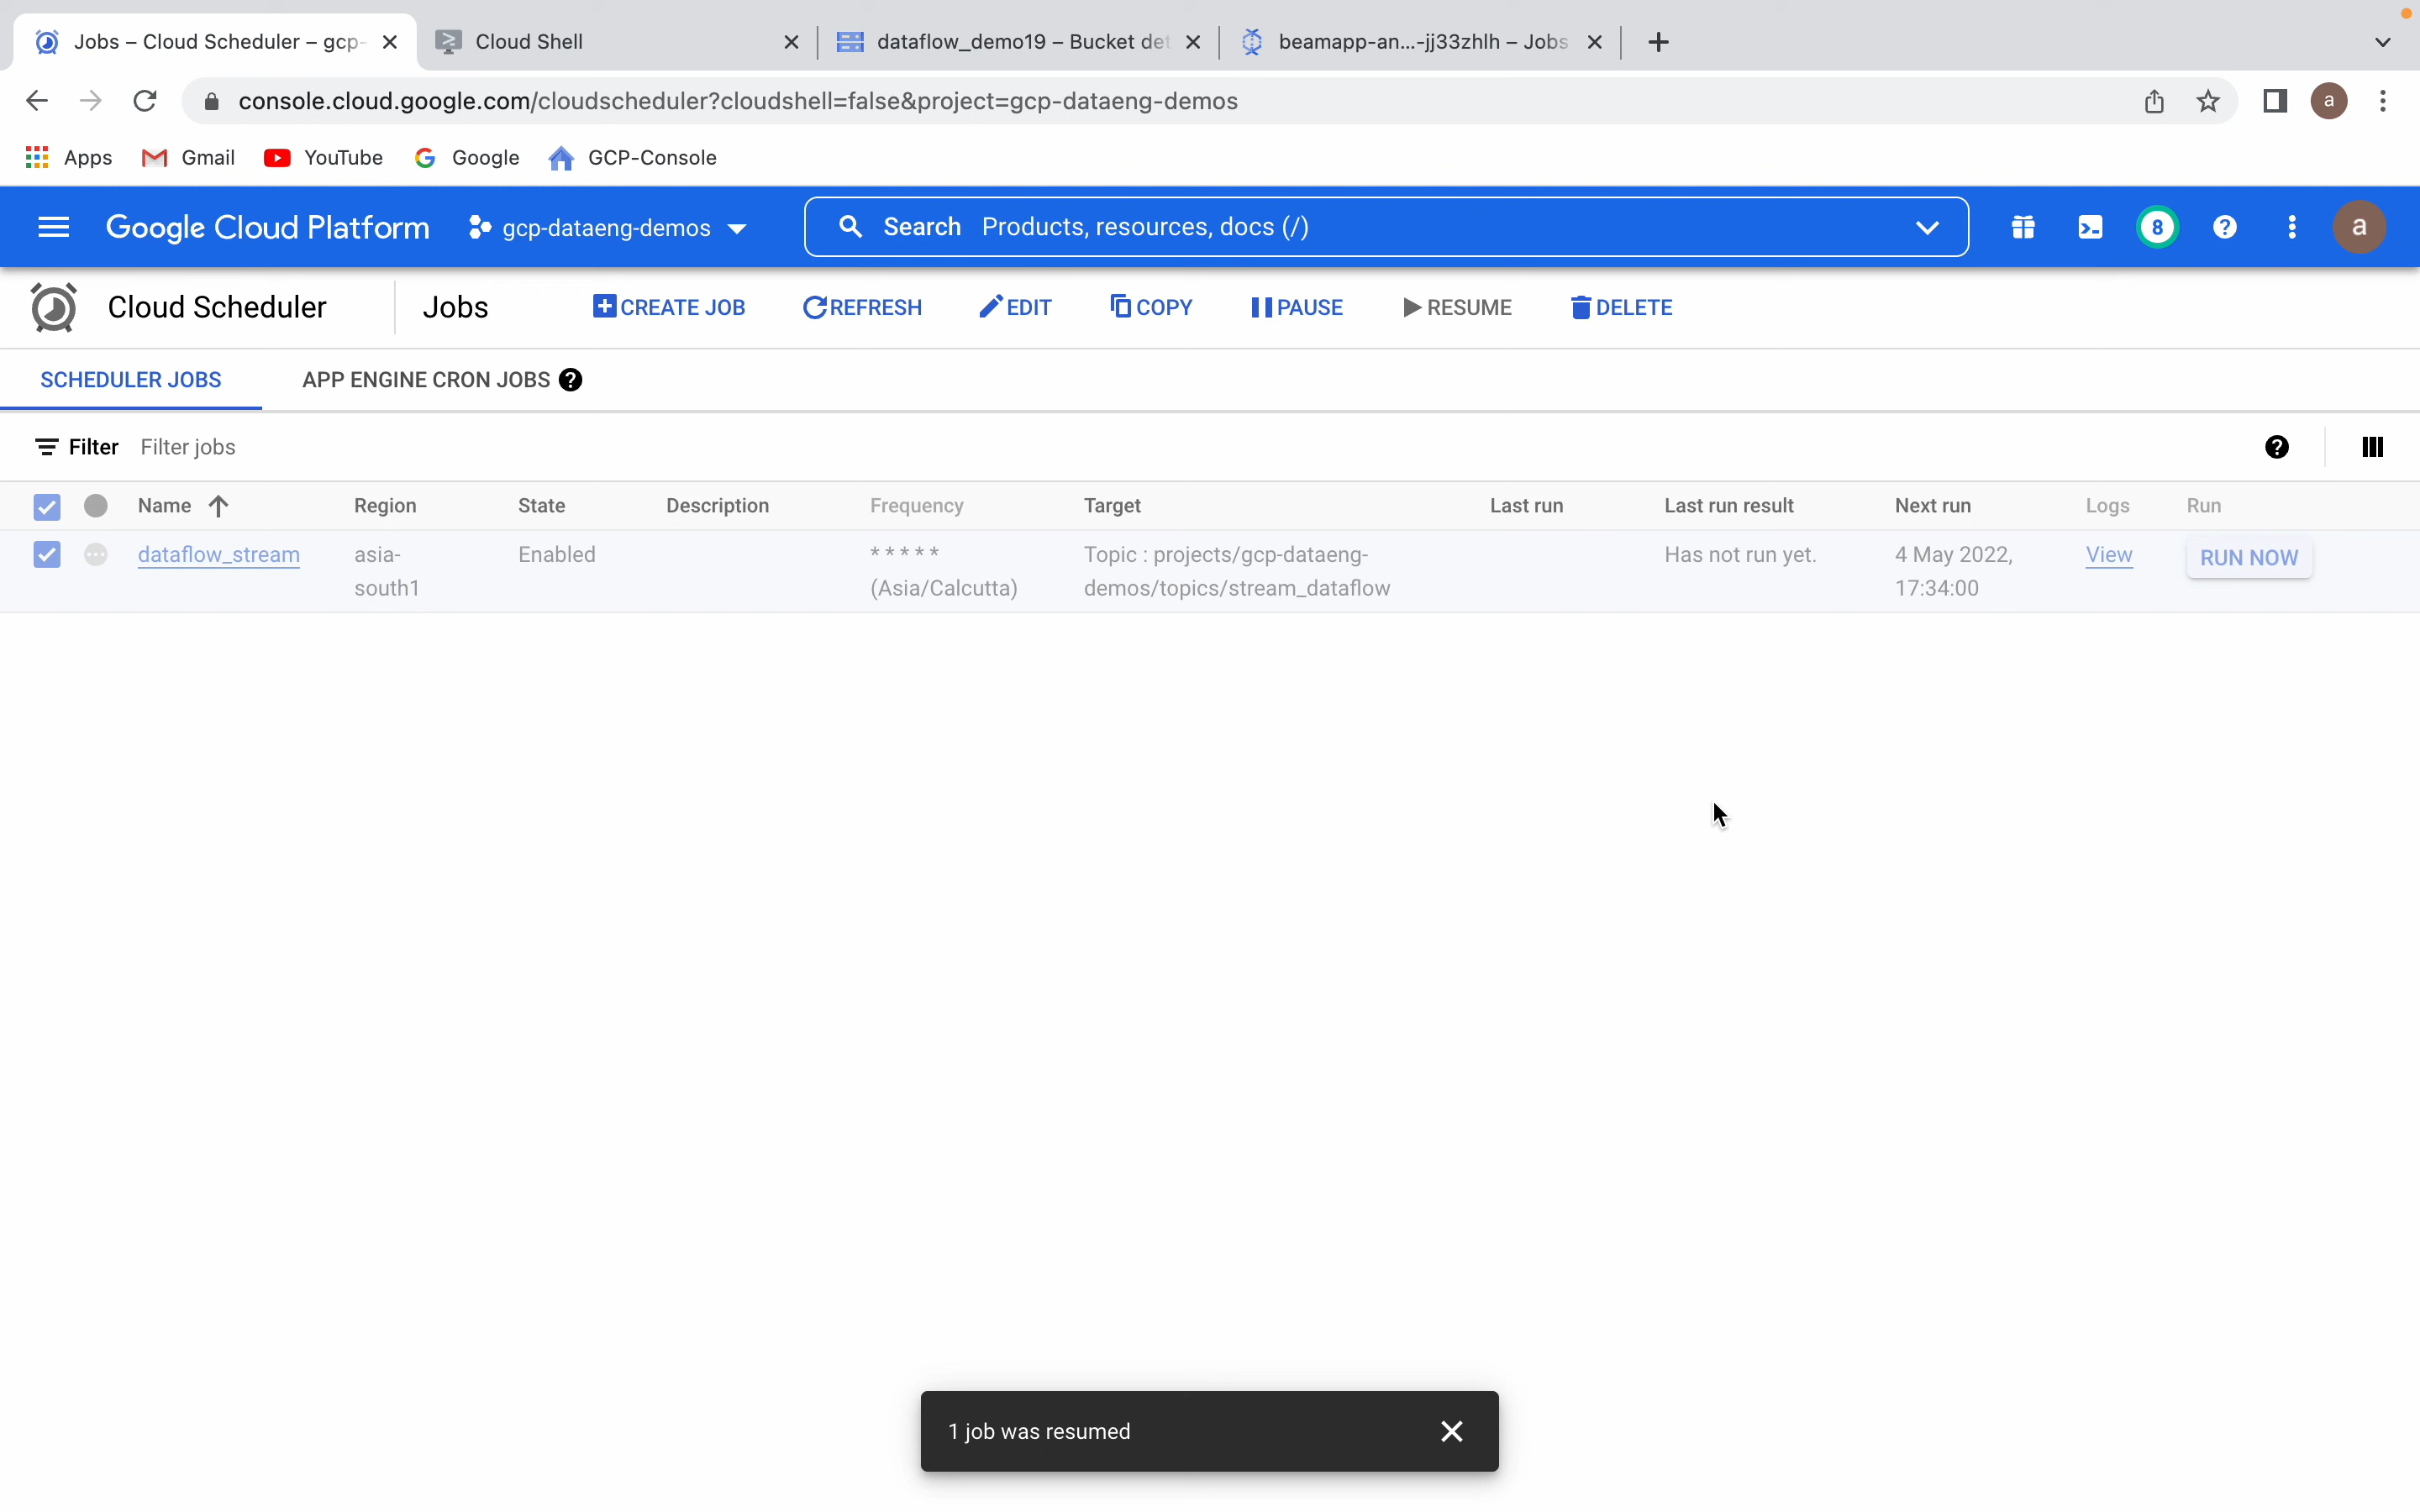 Jobs – Cloud Scheduler – gcp-
Cloud Shell
dataflow_demo19 – Bucket det
beamapp-an...-jj33zhlh – Jobs
console.cloud.google.com/cloudscheduler?cloudshell=false&project=gcp-dataeng-demos
a
Apps
Gmail
YouTube
Google
GCP-Console
Google Cloud Platform
gcp-dataeng-demos
Search Products, resources, docs (/)
8
a
Cloud Scheduler
Jobs
CREATE JOB
REFRESH
EDIT
COPY
PAUSE
RESUME
DELETE
SCHEDULER JOBS
APP ENGINE CRON JOBS
Filter Filter jobs
Name Region State Description Frequency Target Last run Last run result Next run Logs Run
dataflow_stream asia- Enabled * * * * * Topic : projects/gcp-dataeng- Has not run yet. 4 May 2022, View RUN NOW
south1 (Asia/Calcutta) demos/topics/stream_dataflow 17:34:00
1 job was resumed